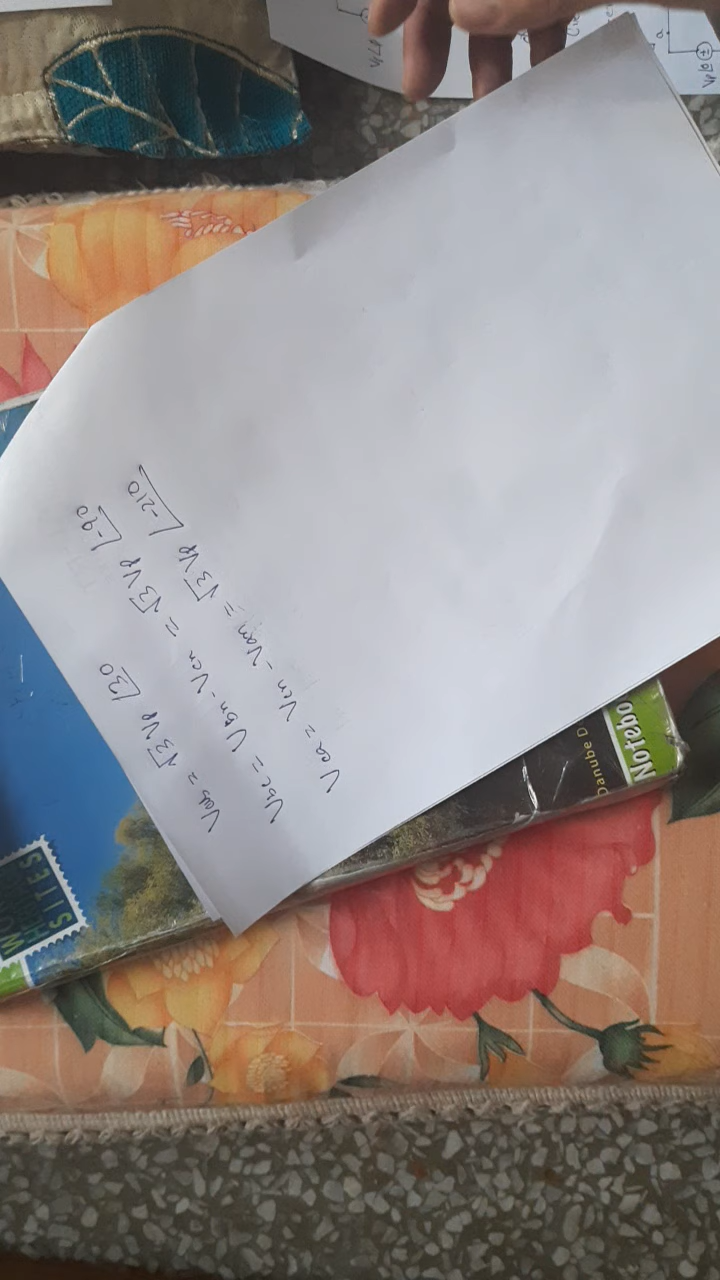 Vab = √3 Vp ∠30
Vbc = Vbn - Vcn = √3 Vp ∠-90
Vca = Vcn - Van = √3 Vp ∠-210
SITES
Danube D
Notebo